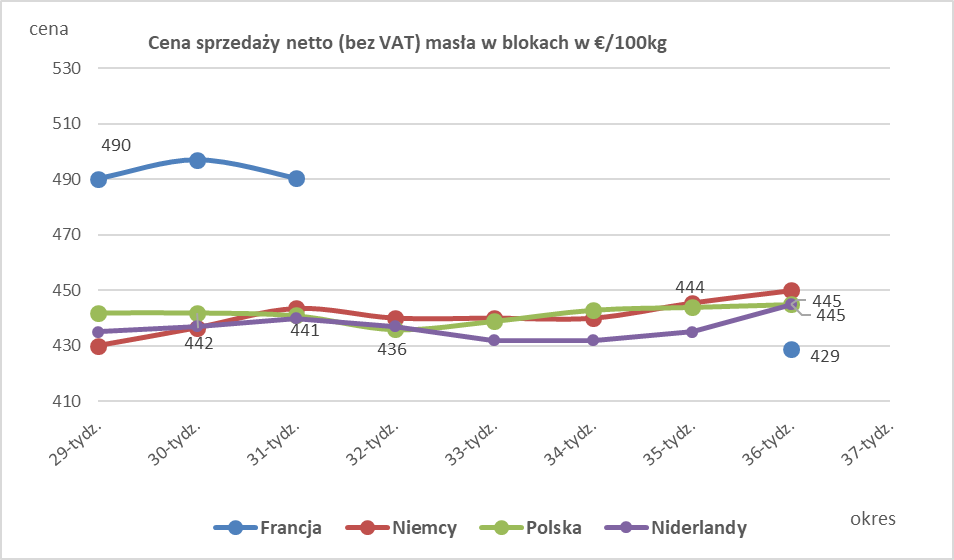 cena
Cena sprzedaży netto (bez VAT) masła w blokach w €/100kg
530
510
490
490
470
450
444
445
445
442
441
436
430
429
410
29-tydz.
30-tydz.
31-tydz.
32-tydz.
33-tydz.
34-tydz.
35-tydz.
36-tydz.
37-tydz.
okres
Francja
Niemcy
Polska
Niderlandy